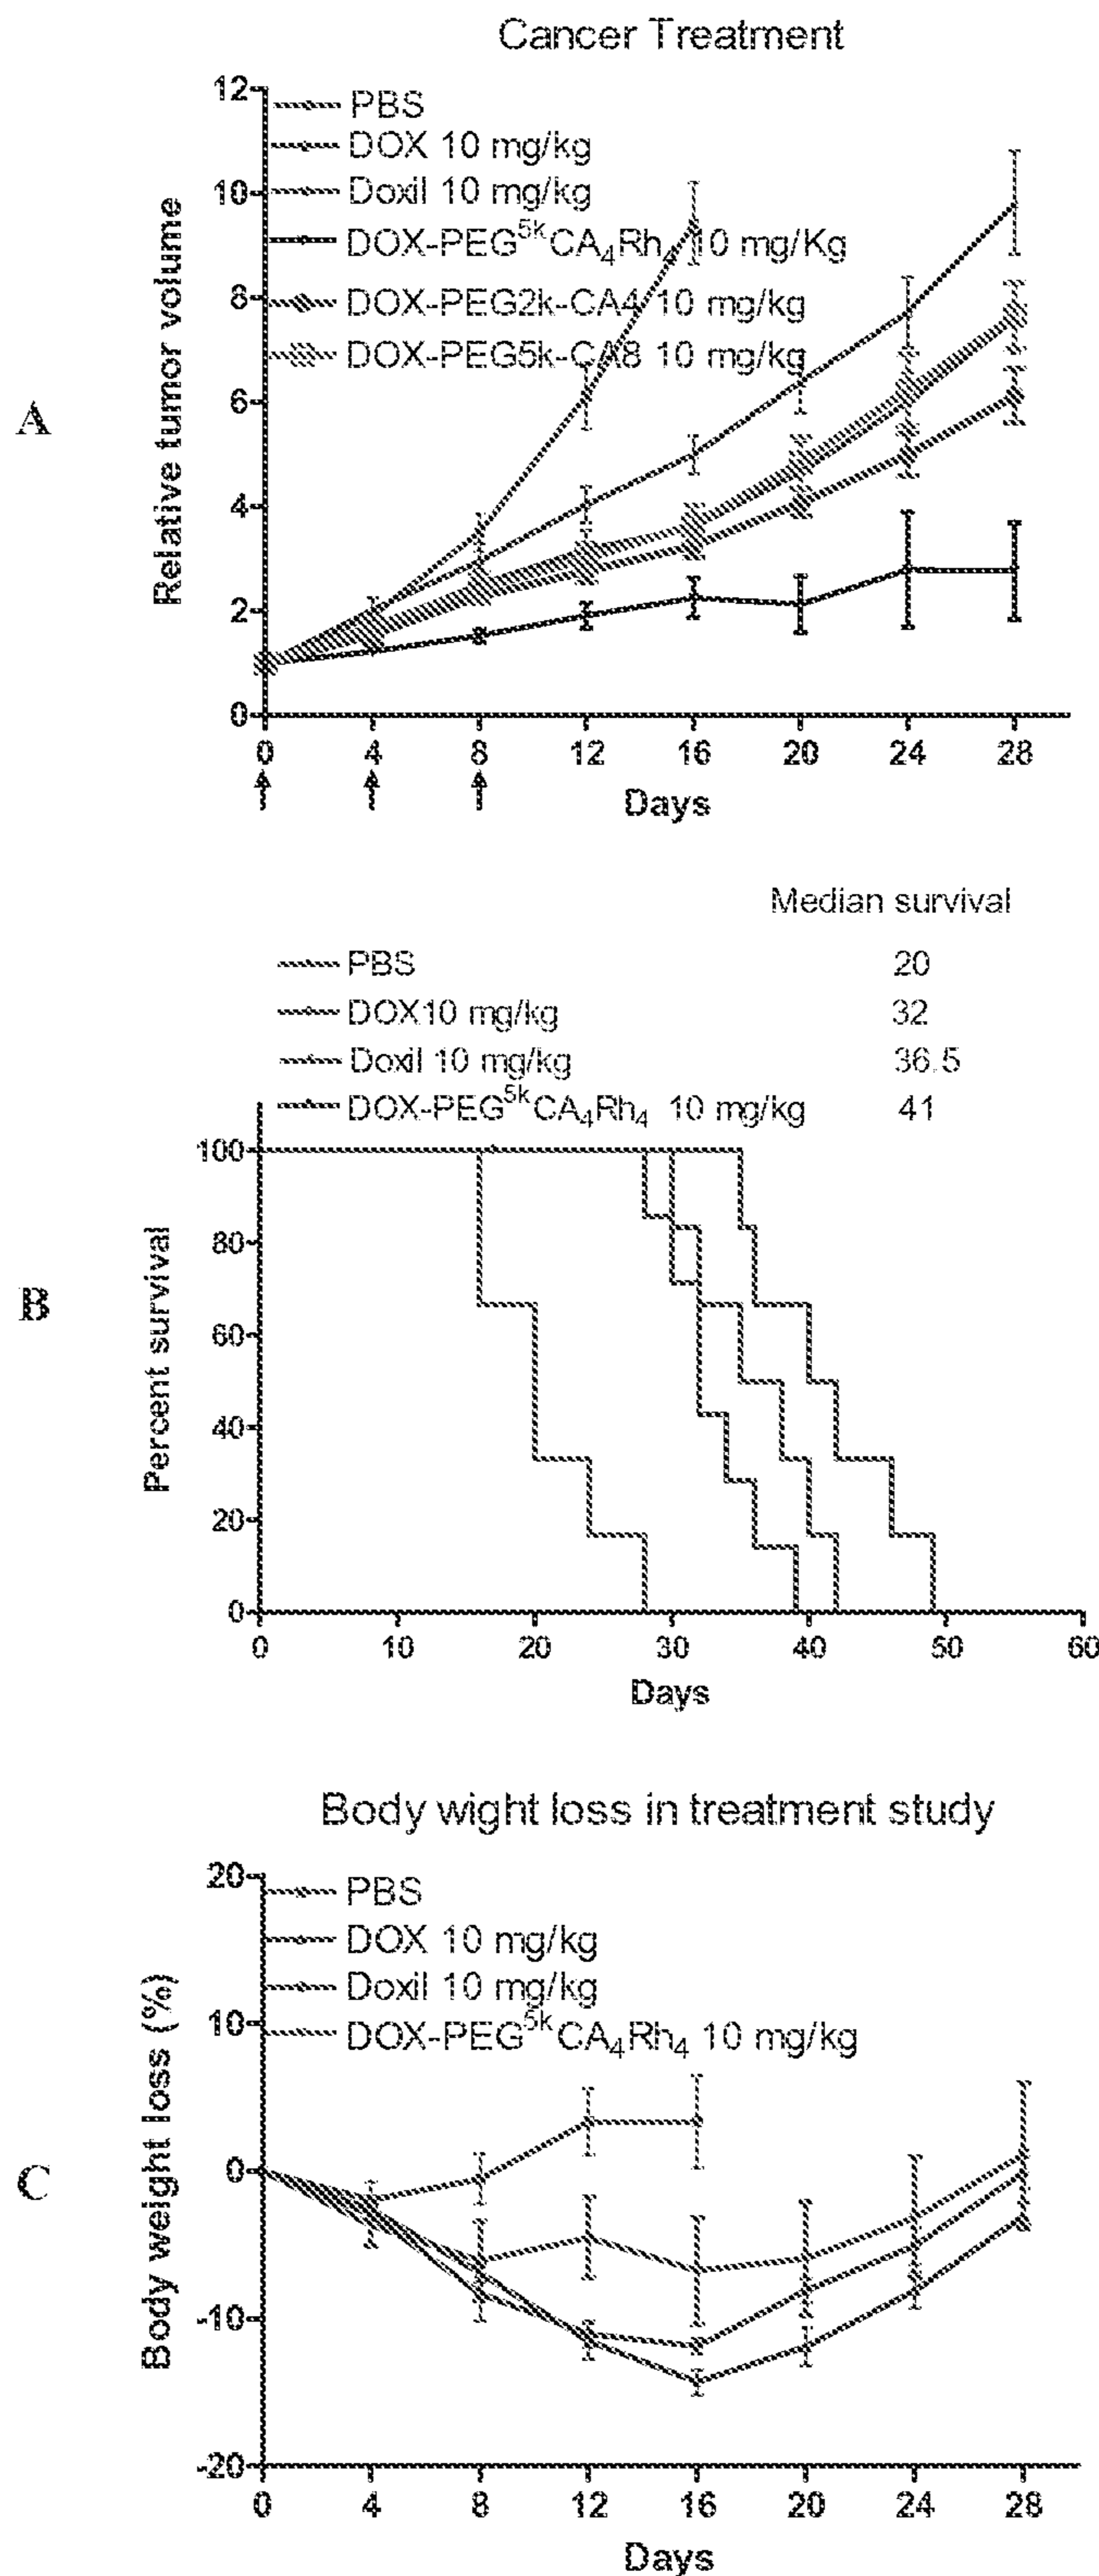 Cancer Treatment
12
PBS
DOX 10 mg/kg
10
Doxil 10 mg/kg
DOX-PEG5kCA4Rh4 10 mg/Kg
8
DOX-PEG2k-CA4 10 mg/kg
DOX-PEG5k-CA8 10 mg/kg
A
6
4
2
0
Relative tumor volume
0 4 8 12 16 20 24 28
Days
Median survival
PBS 20
DOX10 mg/kg 32
Doxil 10 mg/kg 36.5
DOX-PEG5kCA4Rh4 10 mg/kg 41
100
80
B
60
40
20
0
Percent survival
0 10 20 30 40 50 60
Days
Body wight loss in treatment study
20
PBS
DOX 10 mg/kg
Doxil 10 mg/kg
10
DOX-PEG5kCA4Rh4 10 mg/kg
C
0
-10
-20
Body weight loss (%)
0 4 8 12 16 20 24 28
Days